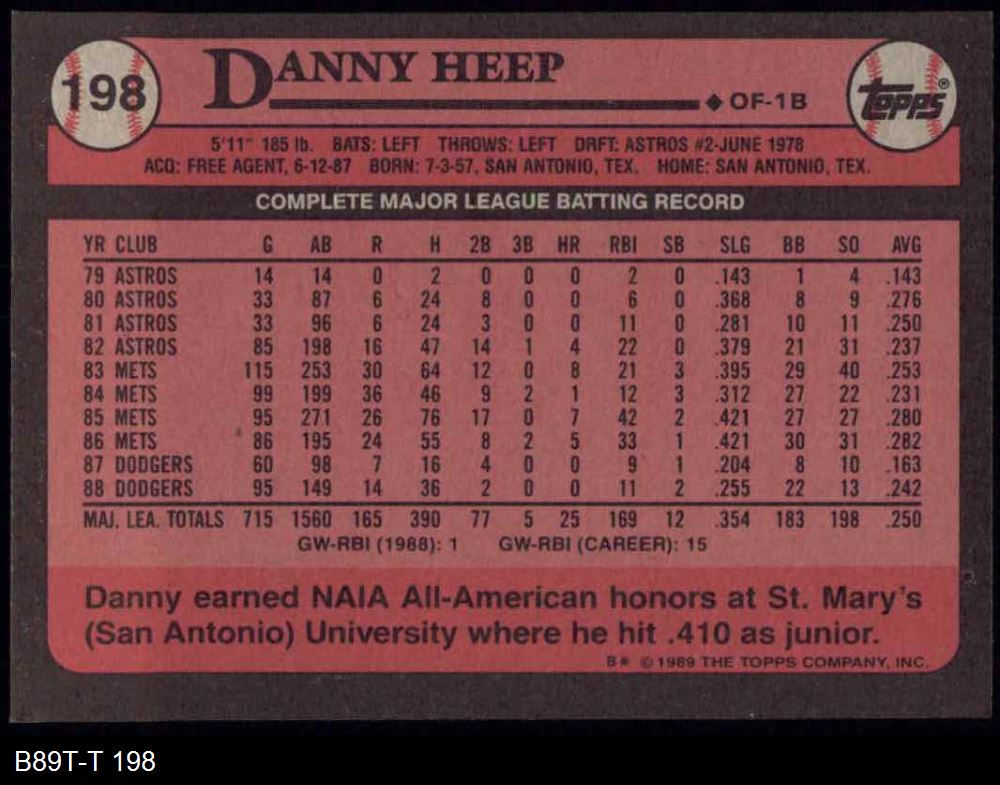 198
DANNY HEEP
◆ OF-1B
TOPPS®
5'11" 185 lb. BATS: LEFT THROWS: LEFT DRFT: ASTROS #2-JUNE 1978
ACQ: FREE AGENT, 6-12-87 BORN: 7-3-57, SAN ANTONIO, TEX. HOME: SAN ANTONIO, TEX.
COMPLETE MAJOR LEAGUE BATTING RECORD
YR CLUB G AB R H 2B 3B HR RBI SB SLG BB SO AVG
79 ASTROS 14 14 0 2 0 0 0 2 0 .143 1 4 .143
80 ASTROS 33 87 6 24 8 0 0 6 0 .368 8 9 .276
81 ASTROS 33 96 6 24 3 0 0 11 0 .281 10 11 .250
82 ASTROS 85 198 16 47 14 1 4 22 0 .379 21 31 .237
83 METS 115 253 30 64 12 0 8 21 3 .395 29 40 .253
84 METS 99 199 36 46 9 2 1 12 3 .312 27 22 .231
85 METS 95 271 26 76 17 0 7 42 2 .421 27 27 .280
86 METS 86 195 24 55 8 2 5 33 1 .421 30 31 .282
87 DODGERS 60 98 7 16 4 0 0 9 1 .204 8 10 .163
88 DODGERS 95 149 14 36 2 0 0 11 2 .255 22 13 .242
MAJ. LEA. TOTALS 715 1560 165 390 77 5 25 169 12 .354 183 198 .250
GW-RBI (1988): 1 GW-RBI (CAREER): 15
Danny earned NAIA All-American honors at St. Mary's
(San Antonio) University where he hit .410 as junior.
B* © 1989 THE TOPPS COMPANY, INC.
B89T-T 198